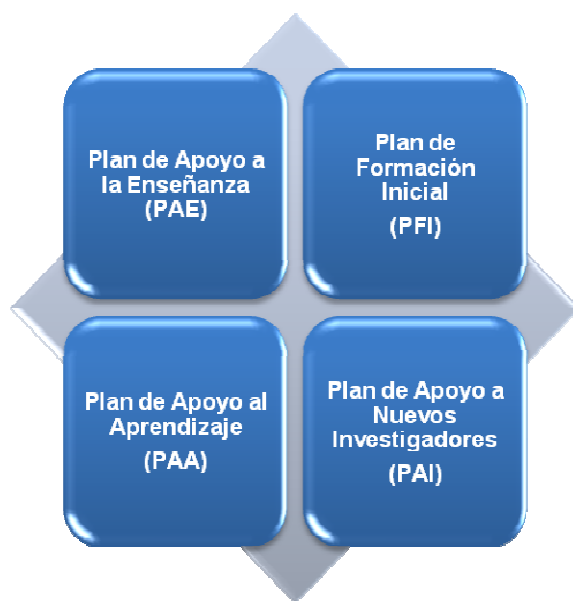 Plan de Apoyo a
la Enseñanza
(PAE)
Plan de
Formación
Inicial
(PFI)
Plan de Apoyo al
Aprendizaje
(PAA)
Plan de Apoyo a
Nuevos
Investigadores
(PAI)